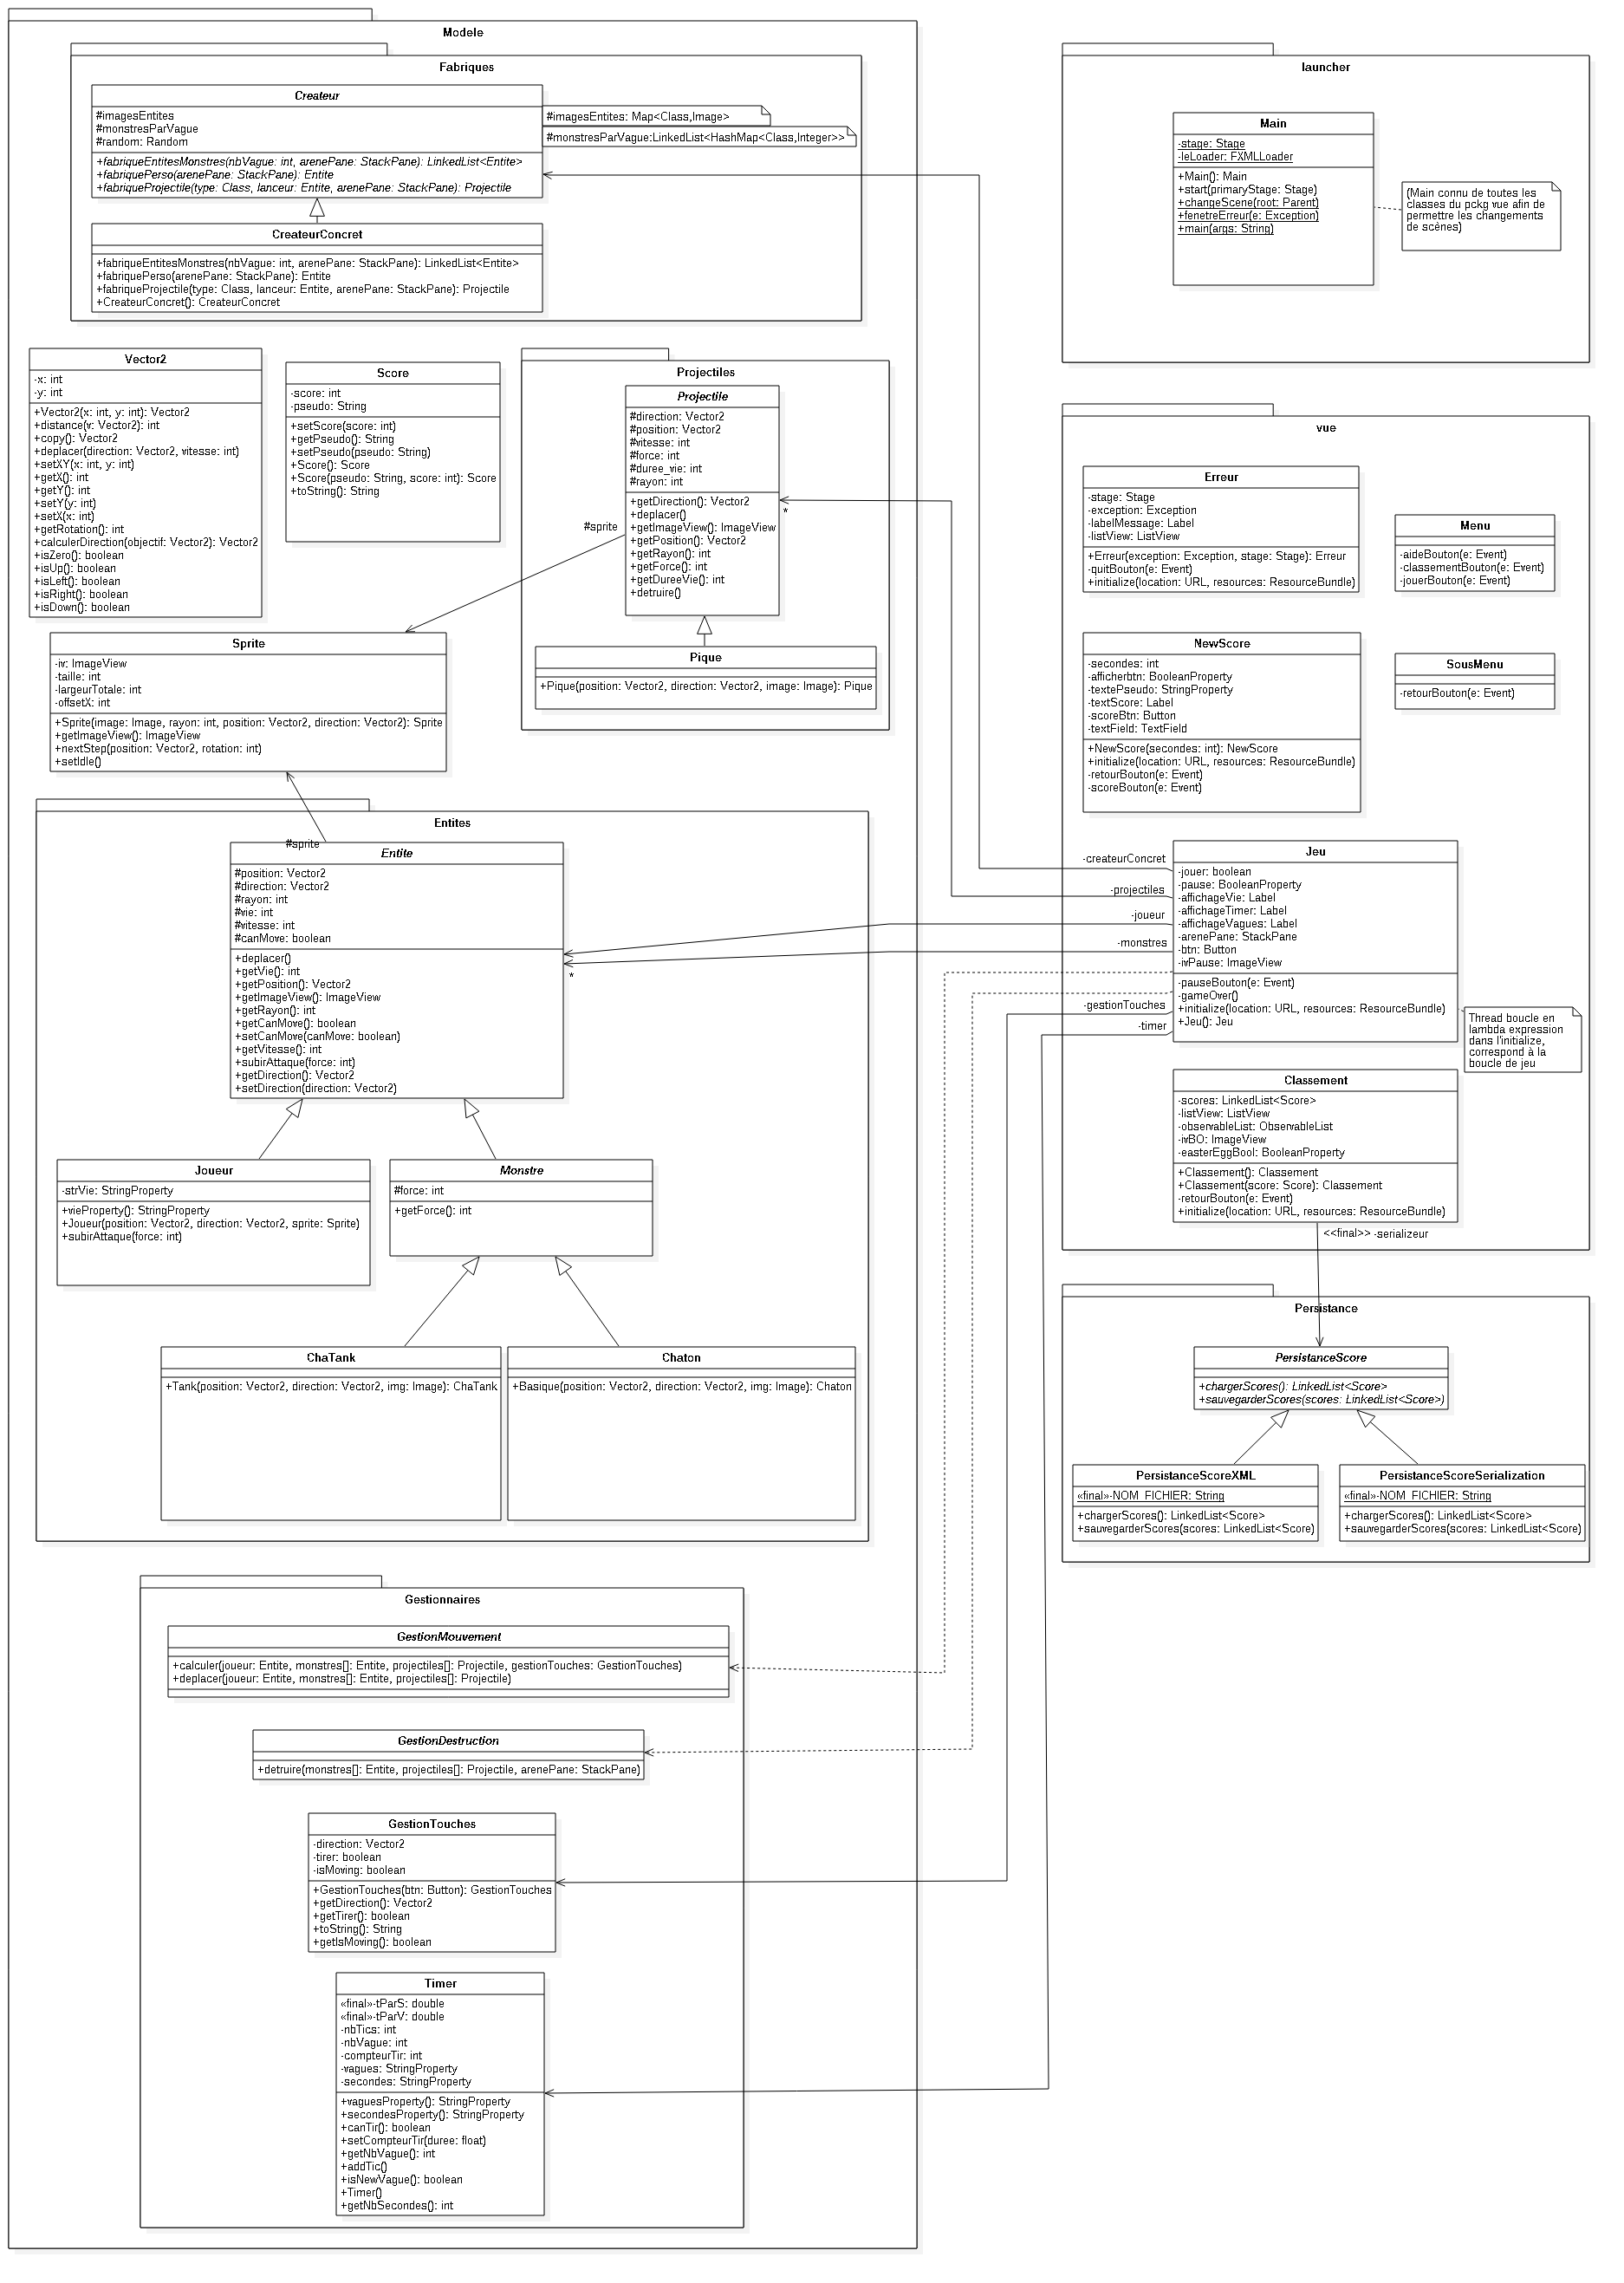 Modele
Fabriques
Createur
#imagesEntites
#monstresParVague
#random: Random
+fabriqueEntitesMonstres(nbVague: int, arenePane: StackPane): LinkedList<Entite>
+fabriquePerso(arenePane: StackPane): Entite
+fabriqueProjectile(type: Class, lanceur: Entite, arenePane: StackPane): Projectile
#imagesEntites: Map<Class,Image>
#monstresParVague:LinkedList<HashMap<Class,Integer>>
CreateurConcret
+fabriqueEntitesMonstres(nbVague: int, arenePane: StackPane): LinkedList<Entite>
+fabriquePerso(arenePane: StackPane): Entite
+fabriqueProjectile(type: Class, lanceur: Entite, arenePane: StackPane): Projectile
+CreateurConcret(): CreateurConcret
Vector2
-x: int
-y: int
+Vector2(x: int, y: int): Vector2
+distance(v: Vector2): int
+copy(): Vector2
+deplacer(direction: Vector2, vitesse: int)
+setXY(x: int, y: int)
+getX(): int
+getY(): int
+setY(y: int)
+setX(x: int)
+getRotation(): int
+calculerDirection(objectif: Vector2): Vector2
+isZero(): boolean
+isUp(): boolean
+isLeft(): boolean
+isRight(): boolean
+isDown(): boolean
Score
-score: int
-pseudo: String
+setScore(score: int)
+getPseudo(): String
+setPseudo(pseudo: String)
+Score(): Score
+Score(pseudo: String, score: int): Score
+toString(): String
Projectiles
Projectile
#direction: Vector2
#position: Vector2
#vitesse: int
#force: int
#duree_vie: int
#rayon: int
+getDirection(): Vector2
+deplacer()
+getImageView(): ImageView
+getPosition(): Vector2
+getRayon(): int
+getForce(): int
+getDureeVie(): int
+detruire()
*
#sprite
Pique
+Pique(position: Vector2, direction: Vector2, image: Image): Pique
Sprite
-iv: ImageView
-taille: int
-largeurTotale: int
-offsetX: int
+Sprite(image: Image, rayon: int, position: Vector2, direction: Vector2): Sprite
+getImageView(): ImageView
+nextStep(position: Vector2, rotation: int)
+setIdle()
Entites
#sprite
Entite
#position: Vector2
#direction: Vector2
#rayon: int
#vie: int
#vitesse: int
#canMove: boolean
+deplacer()
+getVie(): int
+getPosition(): Vector2
+getImageView(): ImageView
+getRayon(): int
+getCanMove(): boolean
+setCanMove(canMove: boolean)
+getVitesse(): int
+subirAttaque(force: int)
+getDirection(): Vector2
+setDirection(direction: Vector2)
*
Joueur
-strVie: StringProperty
+vieProperty(): StringProperty
+Joueur(position: Vector2, direction: Vector2, sprite: Sprite)
+subirAttaque(force: int)
Monstre
#force: int
+getForce(): int
ChaTank
+Tank(position: Vector2, direction: Vector2, img: Image): ChaTank
Chaton
+Basique(position: Vector2, direction: Vector2, img: Image): Chaton
Gestionnaires
GestionMouvement
+calculer(joueur: Entite, monstres[]: Entite, projectiles[]: Projectile, gestionTouches: GestionTouches)
+deplacer(joueur: Entite, monstres[]: Entite, projectiles[]: Projectile)
GestionDestruction
+detruire(monstres[]: Entite, projectiles[]: Projectile, arenePane: StackPane)
GestionTouches
-direction: Vector2
-tirer: boolean
-isMoving: boolean
+GestionTouches(btn: Button): GestionTouches
+getDirection(): Vector2
+getTirer(): boolean
+toString(): String
+getIsMoving(): boolean
Timer
«final»-tParS: double
«final»-tParV: double
-nbTics: int
-nbVague: int
-compteurTir: int
-vagues: StringProperty
-secondes: StringProperty
+vaguesProperty(): StringProperty
+secondesProperty(): StringProperty
+canTir(): boolean
+setCompteurTir(duree: float)
+getNbVague(): int
+addTic()
+isNewVague(): boolean
+Timer()
+getNbSecondes(): int
launcher
Main
-stage: Stage
-leLoader: FXMLLoader
+Main(): Main
+start(primaryStage: Stage)
+changeScene(root: Parent)
+fenetreErreur(e: Exception)
+main(args: String)
(Main connu de toutes les
classes du pckg vue afin de
permettre les changements
de scènes)
vue
Erreur
-stage: Stage
-exception: Exception
-labelMessage: Label
-listView: ListView
+Erreur(exception: Exception, stage: Stage): Erreur
-quitBouton(e: Event)
+initialize(location: URL, resources: ResourceBundle)
Menu
-aideBouton(e: Event)
-classementBouton(e: Event)
-jouerBouton(e: Event)
NewScore
-secondes: int
-afficherbtn: BooleanProperty
-textePseudo: StringProperty
-textScore: Label
-scoreBtn: Button
-textField: TextField
+NewScore(secondes: int): NewScore
+initialize(location: URL, resources: ResourceBundle)
-retourBouton(e: Event)
-scoreBouton(e: Event)
SousMenu
-retourBouton(e: Event)
-createurConcret
-projectiles
-joueur
-monstres
-gestionTouches
-timer
Jeu
-jouer: boolean
-pause: BooleanProperty
-affichageVie: Label
-affichageTimer: Label
-affichageVagues: Label
-arenePane: StackPane
-btn: Button
-ivPause: ImageView
-pauseBouton(e: Event)
-gameOver()
+initialize(location: URL, resources: ResourceBundle)
+Jeu(): Jeu
Thread boucle en
lambda expression
dans l'initialize,
correspond à la
boucle de jeu
Classement
-scores: LinkedList<Score>
-listView: ListView
-observableList: ObservableList
-ivBO: ImageView
-easterEggBool: BooleanProperty
+Classement(): Classement
+Classement(score: Score): Classement
-retourBouton(e: Event)
+initialize(location: URL, resources: ResourceBundle)
<<final>> -serializeur
Persistance
PersistanceScore
+chargerScores(): LinkedList<Score>
+sauvegarderScores(scores: LinkedList<Score>)
PersistanceScoreXML
«final»-NOM_FICHIER: String
+chargerScores(): LinkedList<Score>
+sauvegarderScores(scores: LinkedList<Score)
PersistanceScoreSerialization
«final»-NOM_FICHIER: String
+chargerScores(): LinkedList<Score>
+sauvegarderScores(scores: LinkedList<Score)